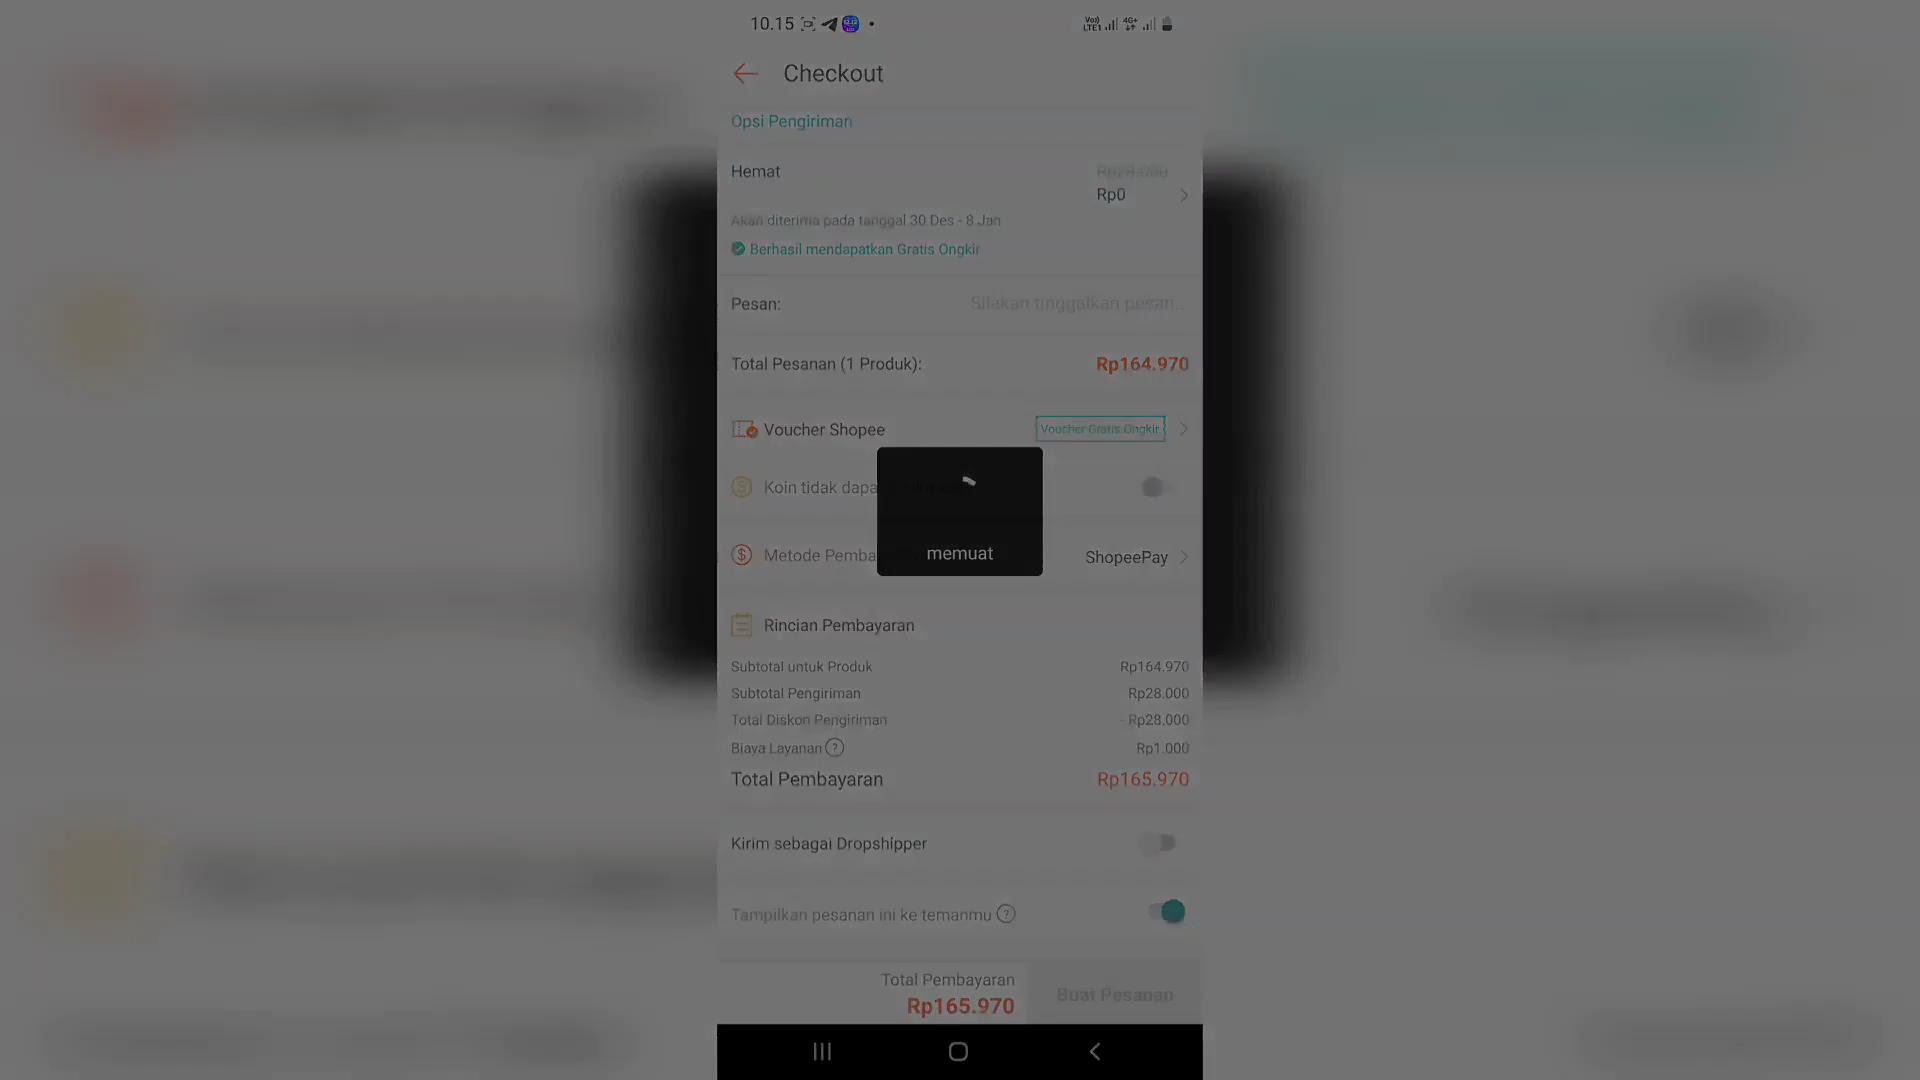 10.15
Checkout
Opsi Pengiriman
Hemat
Rp28.000
Rp0
Akan diterima pada tanggal 30 Des - 8 Jan
Berhasil mendapatkan Gratis Ongkir
Pesan:
Silakan tinggalkan pesan..
Total Pesanan (1 Produk):
Rp164.970
Voucher Shopee
Voucher Gratis Ongkir
Koin tidak dapa
memuat
Metode Pemba
ShopeePay
Rincian Pembayaran
Subtotal untuk Produk
Rp164.970
Subtotal Pengiriman
Rp28.000
Total Diskon Pengiriman
- Rp28.000
Biaya Layanan
Rp1.000
Total Pembayaran
Rp165.970
Kirim sebagai Dropshipper
Tampilkan pesanan ini ke temanmu
Total Pembayaran
Rp165.970
Buat Pesanan